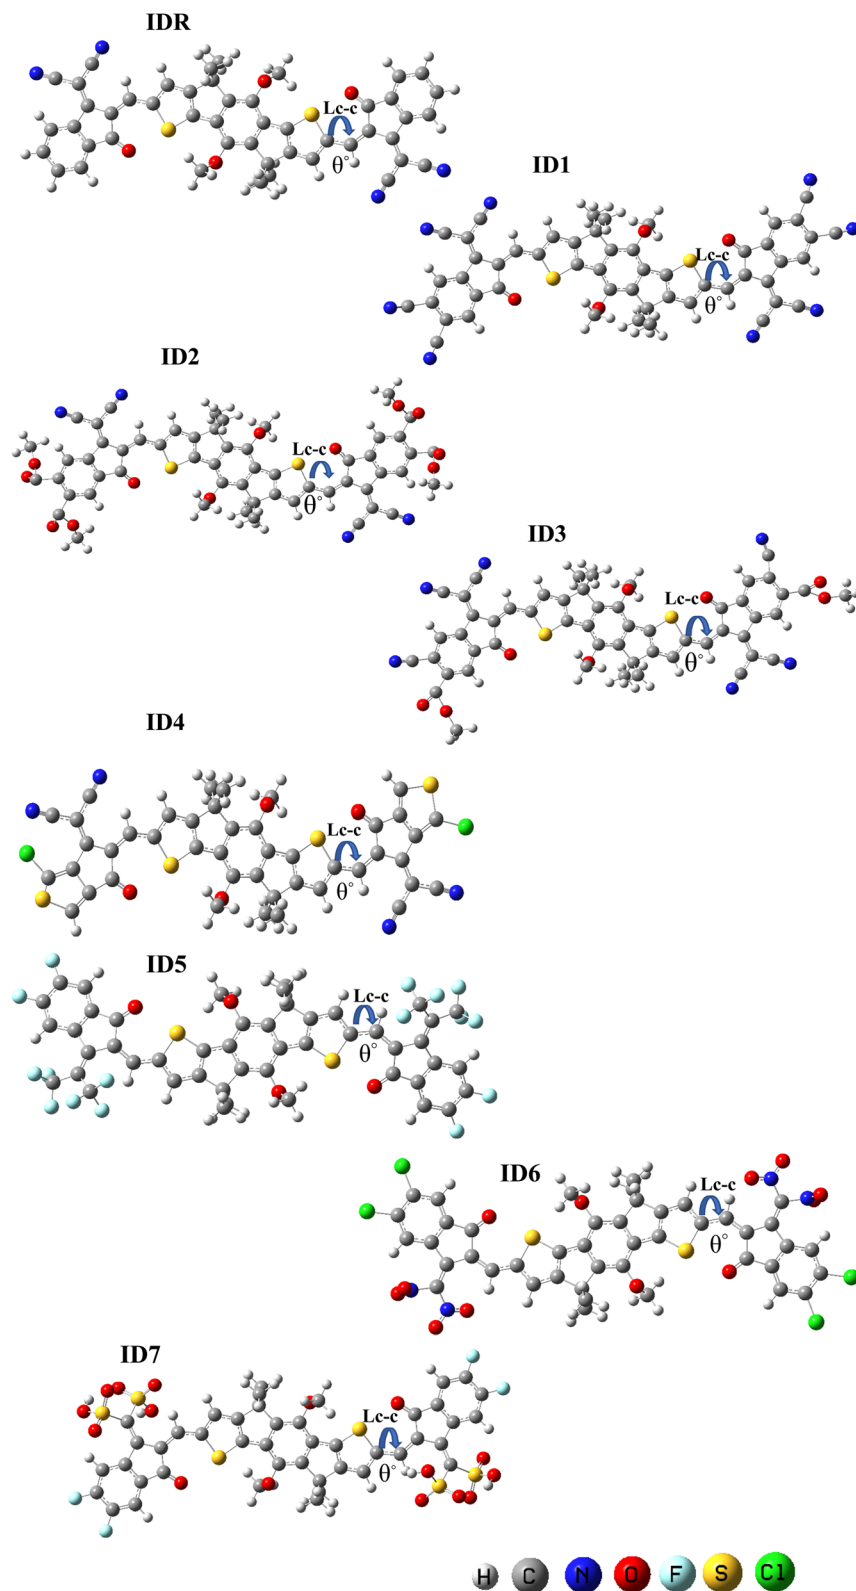 IDR
Lc-c
θ°
ID1
Lc-c
θ°
ID2
Lc-c
θ°
ID3
Lc-c
θ°
ID4
Lc-c
θ°
ID5
Lc-c
θ°
ID6
Lc-c
θ°
ID7
Lc-c
θ°
H C N O F S Cl